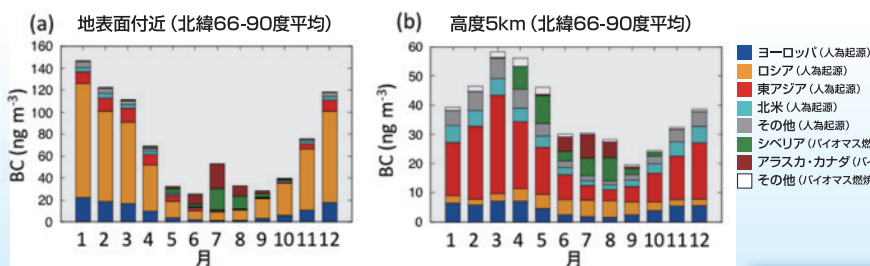 (a) 地表面付近（北緯66-90度平均）
BC (ng m⁻³)
160
140
120
100
80
60
40
20
0
1 2 3 4 5 6 7 8 9 10 11 12
月
(b) 高度5km（北緯66-90度平均）
BC (ng m⁻³)
60
50
40
30
20
10
0
1 2 3 4 5 6 7 8 9 10 11 12
月
ヨーロッパ（人為起源）
ロシア（人為起源）
東アジア（人為起源）
北米（人為起源）
その他（人為起源）
シベリア（バイオマス燃
アラスカ・カナダ（バイ
その他（バイオマス燃焼